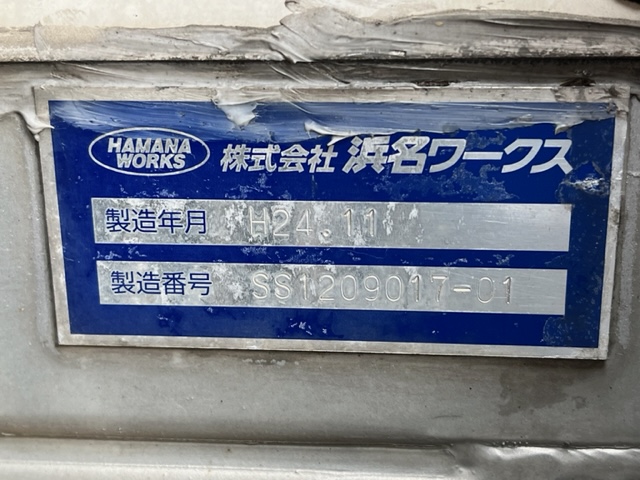 HAMANA
WORKS
株式会社 浜名ワークス
製造年月 H24.11
製造番号 SS1209017-01